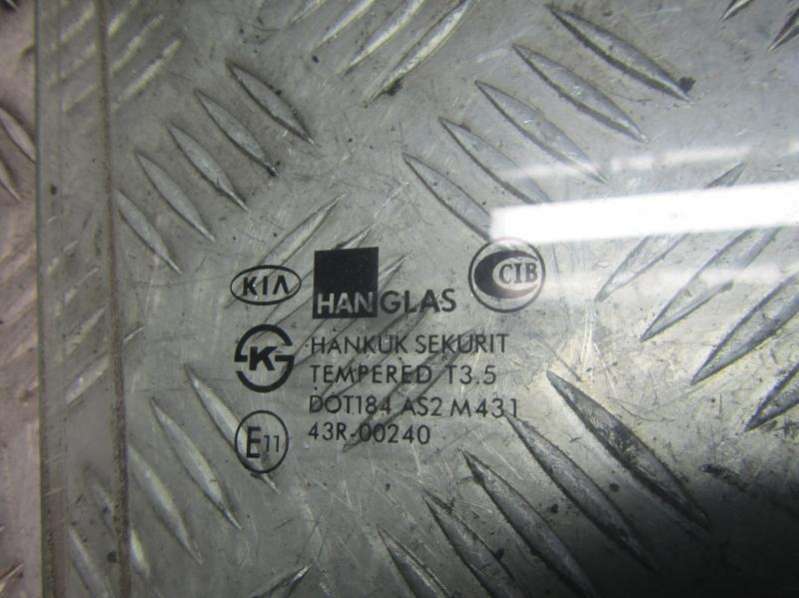 KIA HANGLAS CIB
K HANKUK SEKURIT
TEMPERED T3.5
DOT184 AS2 M431
E11 43R-00240